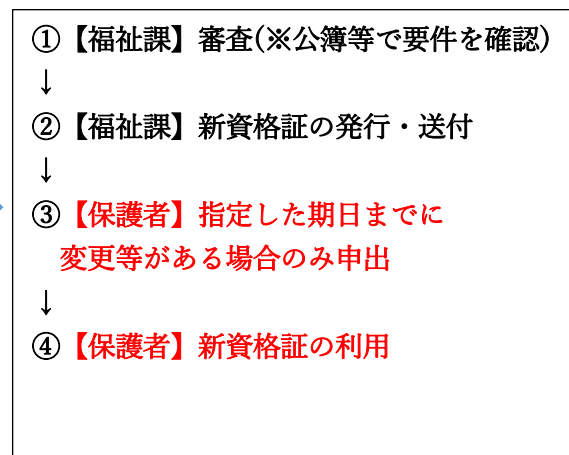 ①【福祉課】審査(※公簿等で要件を確認)
↓
②【福祉課】新資格証の発行・送付
↓
③【保護者】指定した期日までに
変更等がある場合のみ申出
↓
④【保護者】新資格証の利用